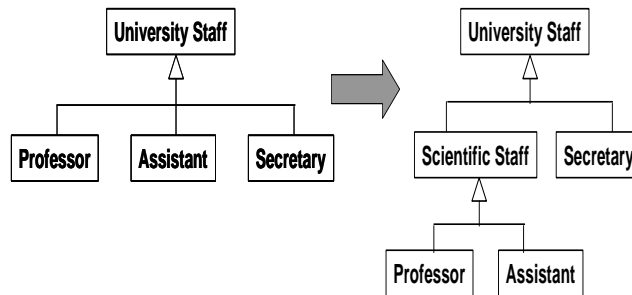 University Staff
Professor
Assistant
Secretary
University Staff
Scientific Staff
Secretary
Professor
Assistant